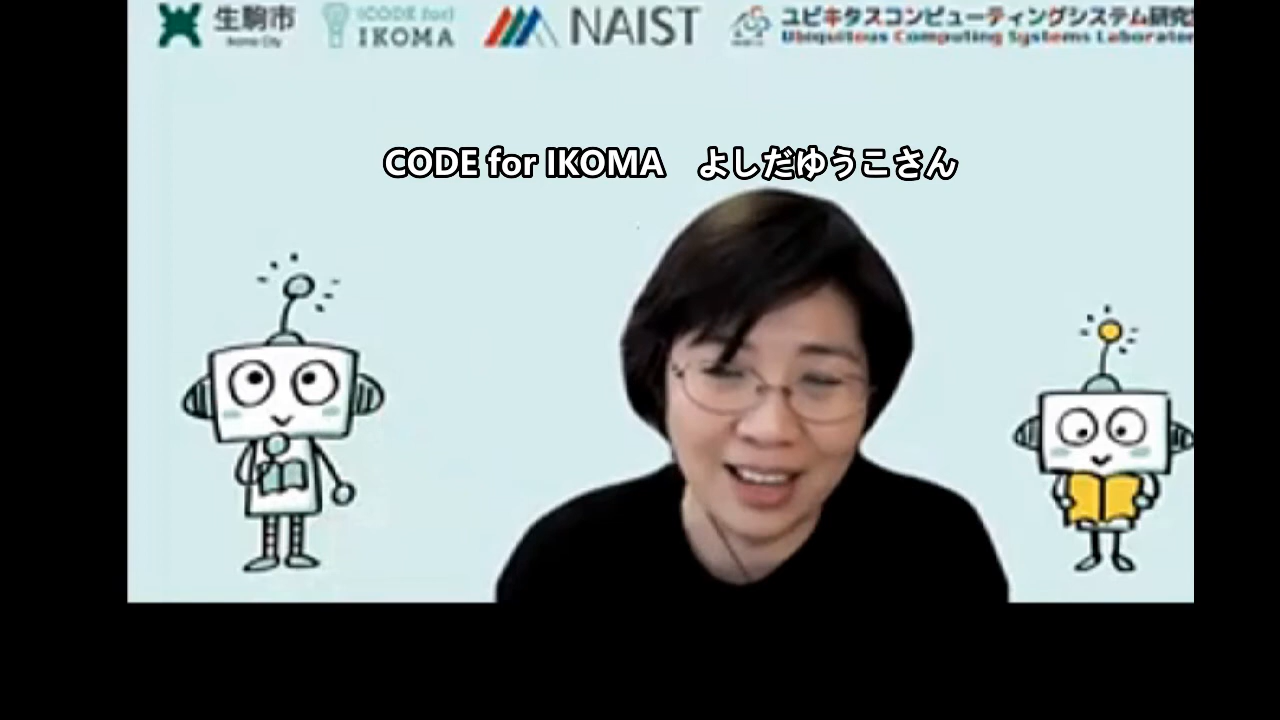 生駒市
Ikoma City
{CODE for}
IKOMA
NAIST
ユビキタスコンピューティングシステム研究
Ubiquitous Computing Systems Laborator
CODE for IKOMA よしだゆうこさん